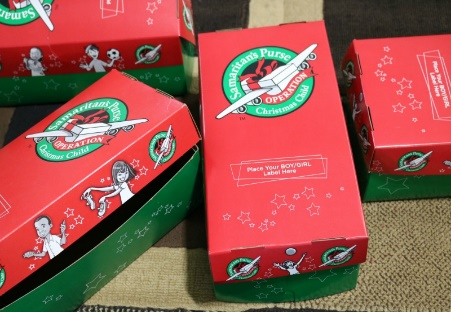 Samaritan's
Samaritan's Purse
OPERATION
Christmas Child
Place Your BOY/GIRL
Label Here
Samaritan's Purse
OPERATION
Christmas Child
Place Your BOY/GIRL
Label Here